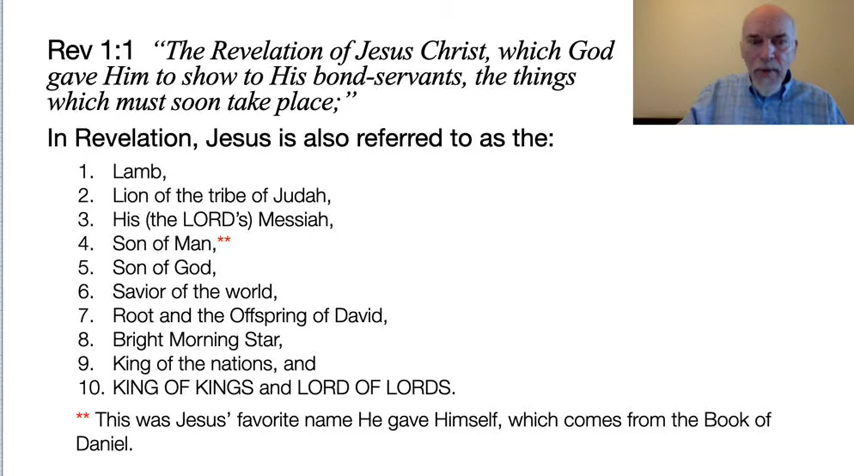 Rev 1:1 “The Revelation of Jesus Christ, which God
gave Him to show to His bond-servants, the things
which must soon take place;”
In Revelation, Jesus is also referred to as the:
1. Lamb,
2. Lion of the tribe of Judah,
3. His (the LORD’s) Messiah,
4. Son of Man,**
5. Son of God,
6. Savior of the world,
7. Root and the Offspring of David,
8. Bright Morning Star,
9. King of the nations, and
10. KING OF KINGS and LORD OF LORDS.
** This was Jesus’ favorite name He gave Himself, which comes from the Book of
Daniel.